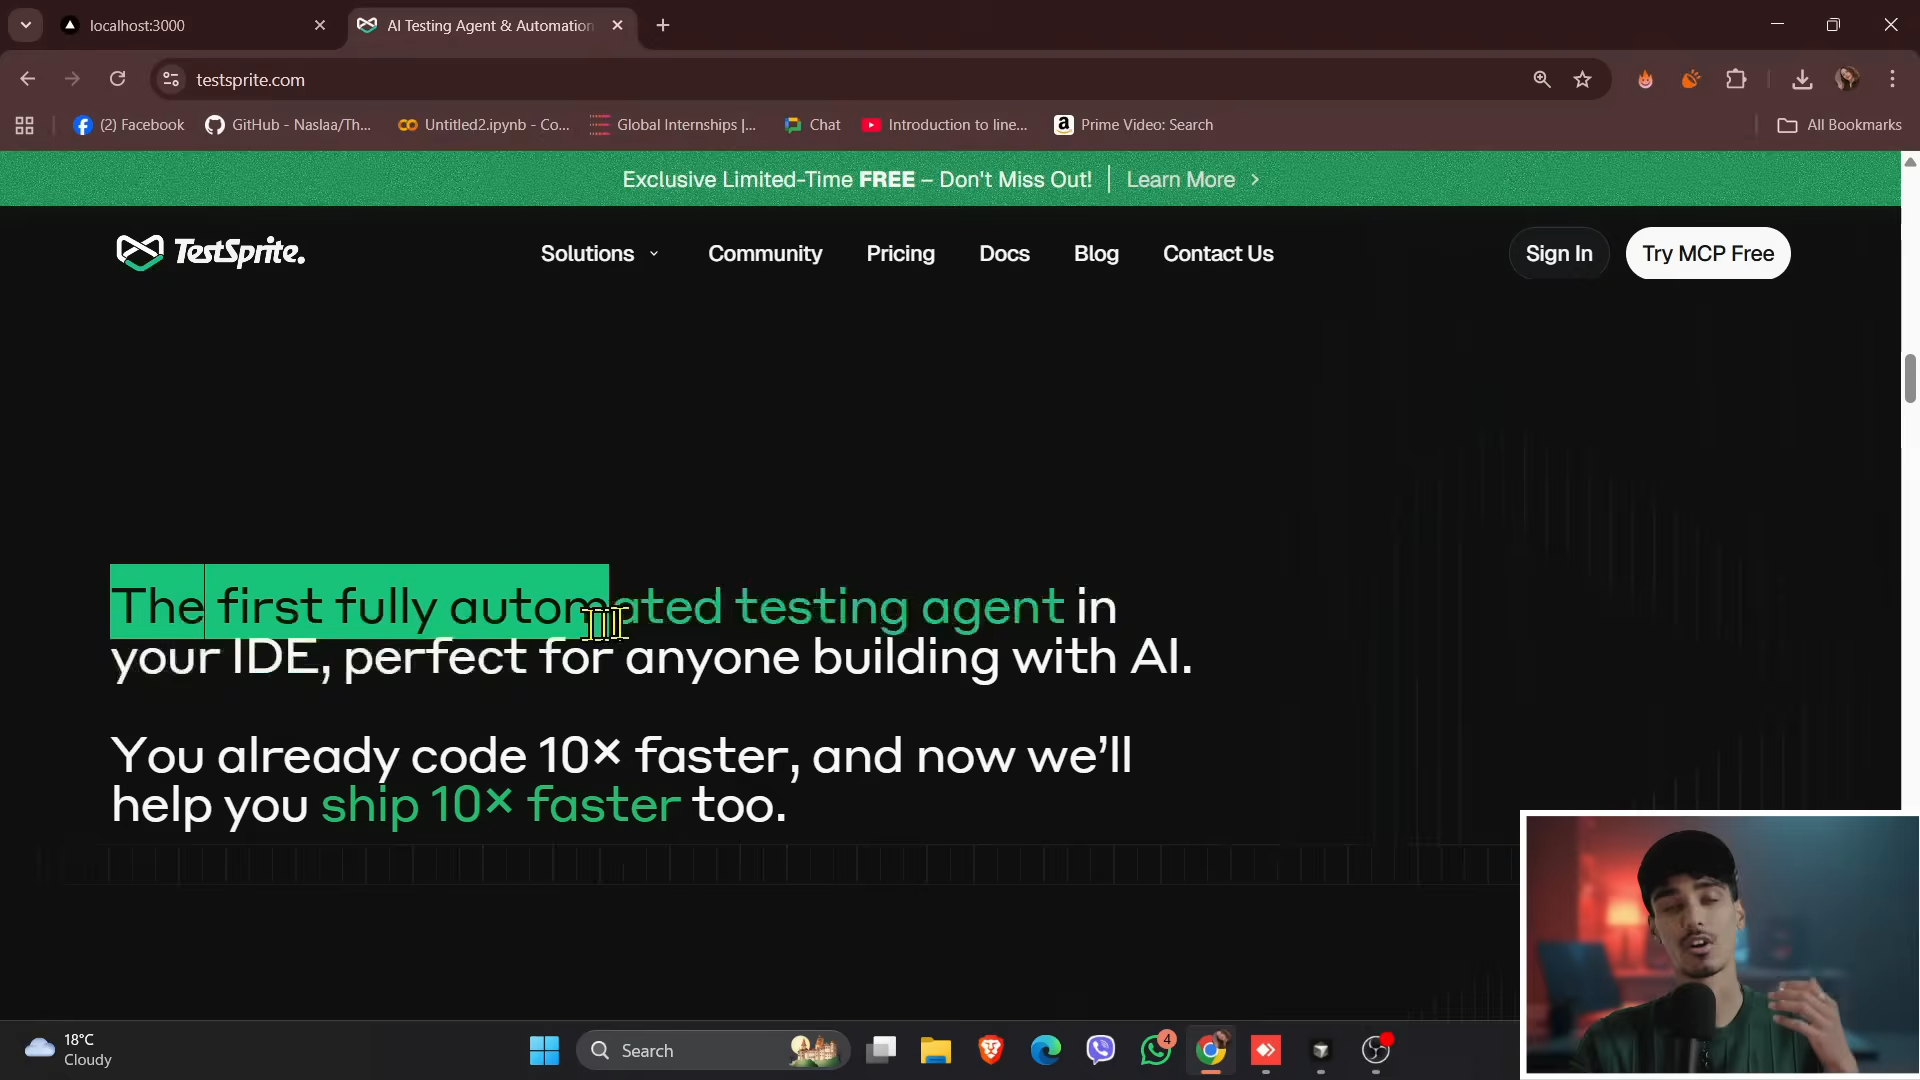 localhost:3000
AI Testing Agent & Automation
testsprite.com
(2) Facebook
GitHub - Naslaa/Th...
Untitled2.ipynb - Co...
Global Internships |...
Chat
Introduction to line...
Prime Video: Search
All Bookmarks
Exclusive Limited-Time FREE – Don't Miss Out! Learn More
TestSprite.
Solutions
Community
Pricing
Docs
Blog
Contact Us
Sign In
Try MCP Free
The first fully automated testing agent in
your IDE, perfect for anyone building with AI.
You already code 10× faster, and now we'll
help you ship 10× faster too.
18°C
Cloudy
Search
4